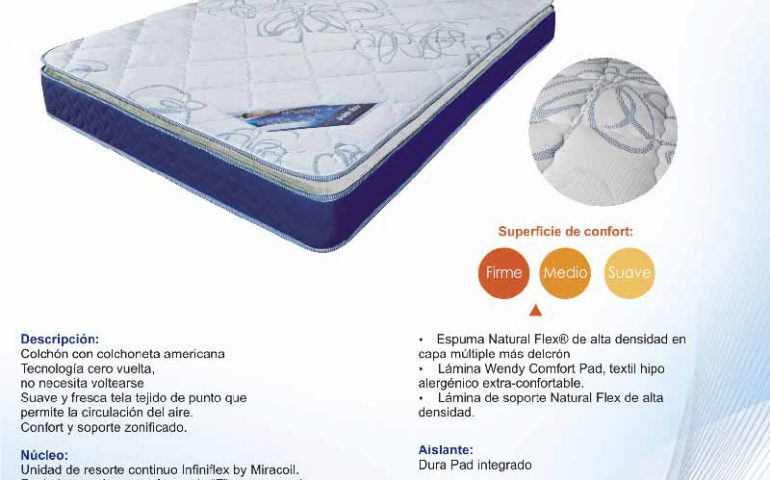 Superficie de confort:
Firme Medio Suave
Descripción:
Colchón con colchoneta americana
Tecnología cero vuelta,
no necesita voltearse
Suave y fresca tela tejido de punto que
permite la circulación del aire.
Confort y soporte zonificado.
Núcleo:
Unidad de resorte continuo Infiniflex by Miracoil.
• Espuma Natural Flex® de alta densidad en
capa múltiple más delcrón
• Lámina Wendy Comfort Pad, textil hipo
alergénico extra-confortable.
• Lámina de soporte Natural Flex de alta
densidad.
Aislante:
Dura Pad integrado